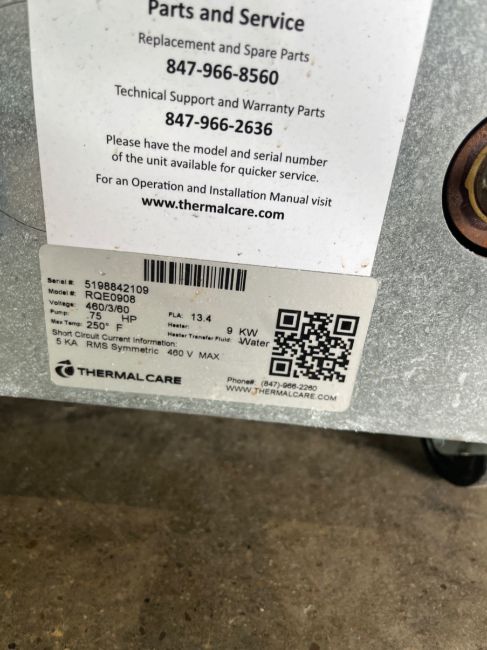 Parts and Service
Replacement and Spare Parts
847-966-8560
Technical Support and Warranty Parts
847-966-2636
Please have the model and serial number
of the unit available for quicker service.
For an Operation and Installation Manual visit
www.thermalcare.com
Serial #: 5198842109
Model #: RQE0908
Voltage: 460/3/60 FLA: 13.4
Pump: .75 HP Heater: 9 KW
Max Temp: 250° F Heater Transfer Fluid: Water
Short Circuit Current Information:
5 KA RMS Symmetric 460 V MAX
THERMAL CARE
Phone#: (847)-966-2260
WWW.THERMALCARE.COM